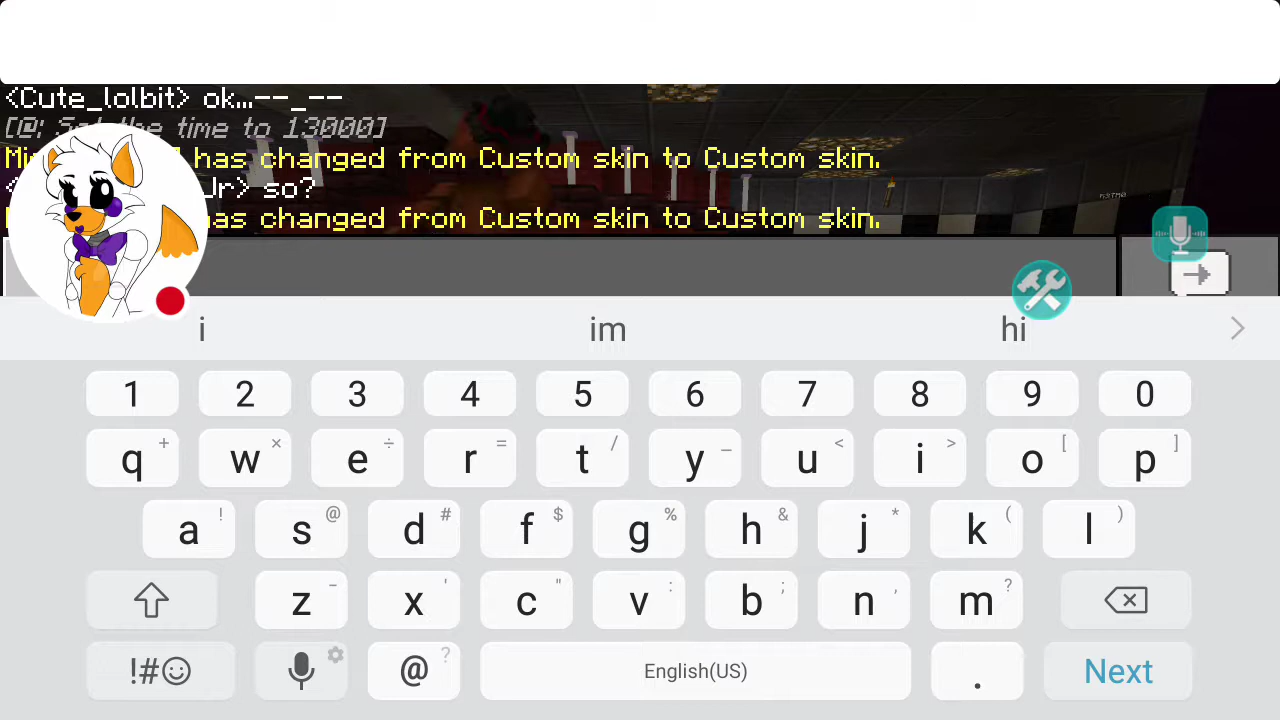 <Cute_lolbit> ok...--_--
[@: Set the time to 13000]
has changed from Custom skin to Custom skin.
Jr> so?
has changed from Custom skin to Custom skin.
i im hi
1 2 3 4 5 6 7 8 9 0
q + w × e ÷ r = t / y _ u < i > o [ p ]
a ! s @ d # f $ g % h & j * k ( l )
z - x ' c " v : b ; n , m ?
!#☺ @ ? English(US) . Next